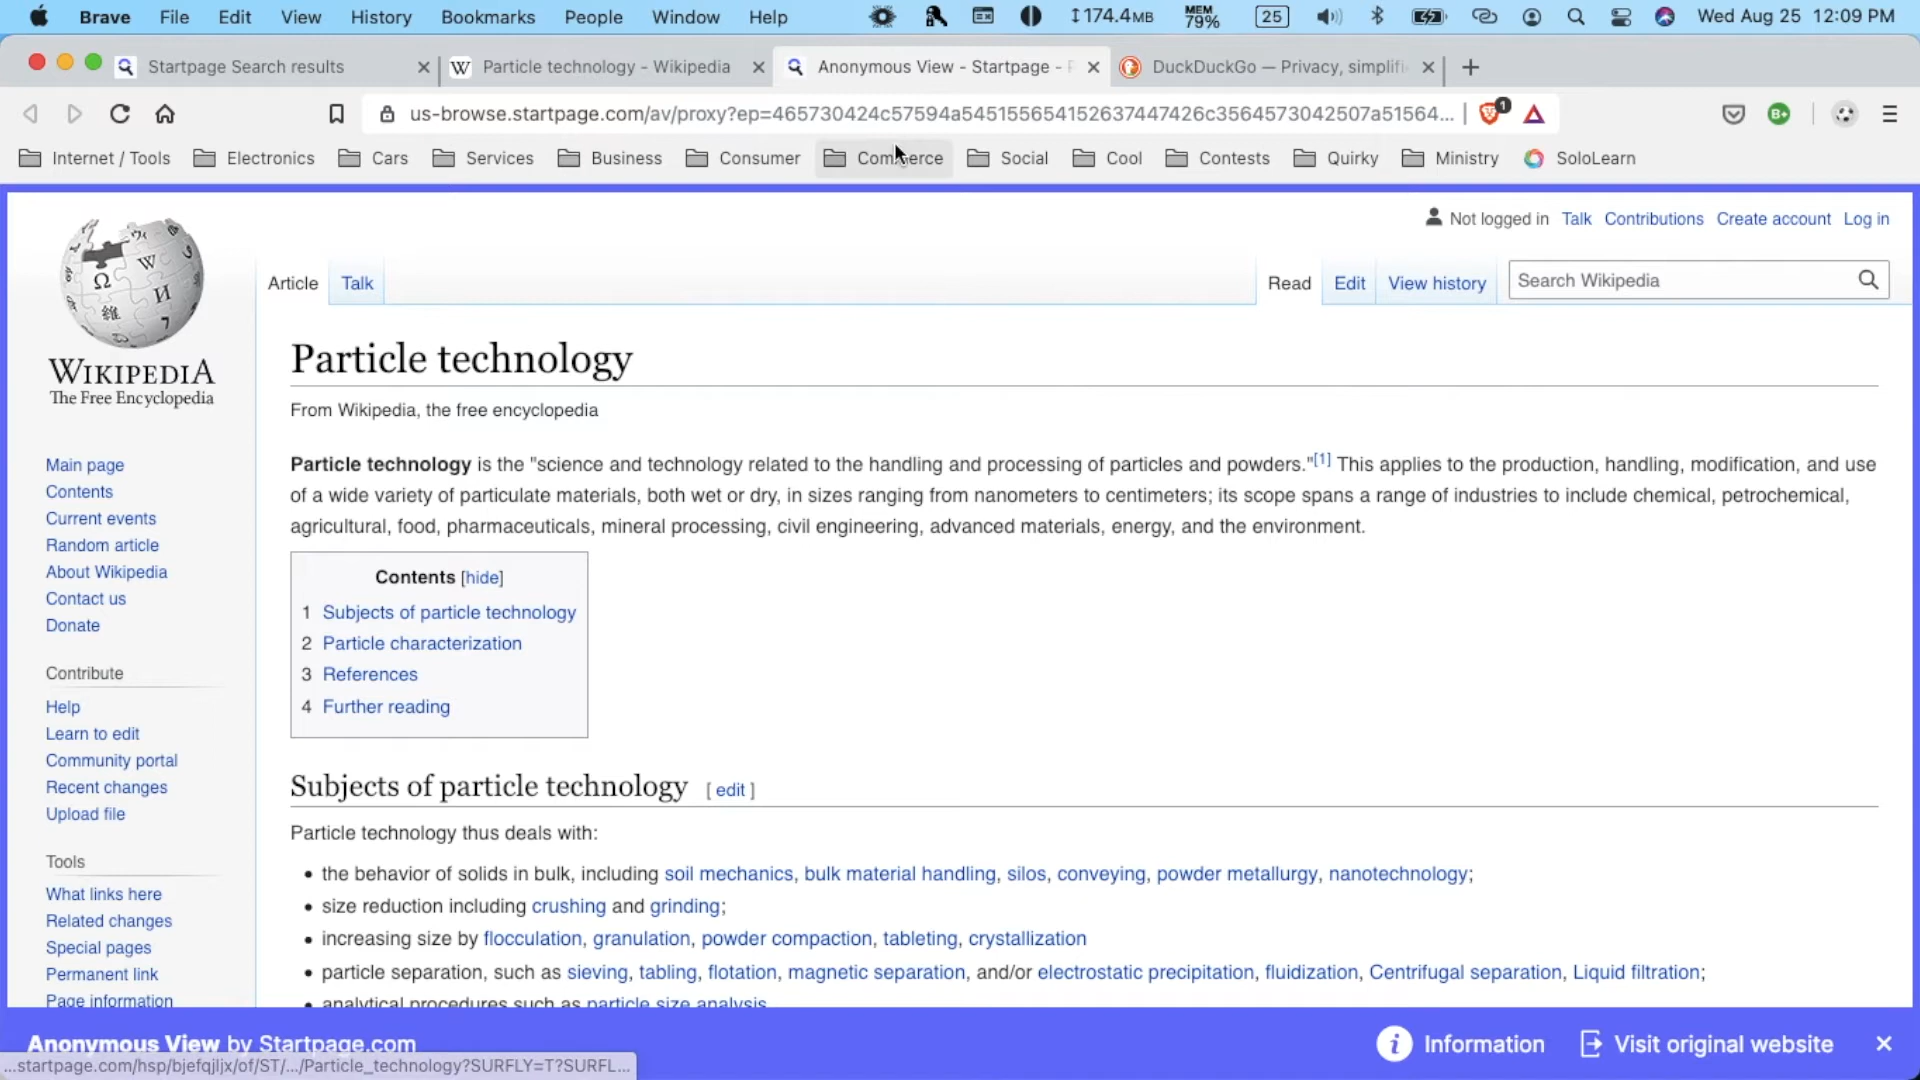 Brave File Edit View History Bookmarks People Window Help 174.4MB MEM 79% 25 Wed Aug 25 12:09 PM
Startpage Search results Particle technology - Wikipedia Anonymous View - Startpage - DuckDuckGo — Privacy, simplifi
us-browse.startpage.com/av/proxy?ep=465730424c57594a545155654152637447426c3564573042507a51564... 1 B+
Internet / Tools Electronics Cars Services Business Consumer Commerce Social Cool Contests Quirky Ministry SoloLearn
Not logged in Talk Contributions Create account Log in
Article Talk Read Edit View history Search Wikipedia
WIKIPEDIA
The Free Encyclopedia
Main page
Contents
Current events
Random article
About Wikipedia
Contact us
Donate
Contribute
Help
Learn to edit
Community portal
Recent changes
Upload file
Tools
What links here
Related changes
Special pages
Permanent link
Page information
Particle technology
From Wikipedia, the free encyclopedia
Particle technology is the "science and technology related to the handling and processing of particles and powders."[1] This applies to the production, handling, modification, and use
of a wide variety of particulate materials, both wet or dry, in sizes ranging from nanometers to centimeters; its scope spans a range of industries to include chemical, petrochemical,
agricultural, food, pharmaceuticals, mineral processing, civil engineering, advanced materials, energy, and the environment.
Contents [hide]
1 Subjects of particle technology
2 Particle characterization
3 References
4 Further reading
Subjects of particle technology [ edit ]
Particle technology thus deals with:
• the behavior of solids in bulk, including soil mechanics, bulk material handling, silos, conveying, powder metallurgy, nanotechnology;
• size reduction including crushing and grinding;
• increasing size by flocculation, granulation, powder compaction, tableting, crystallization
• particle separation, such as sieving, tabling, flotation, magnetic separation, and/or electrostatic precipitation, fluidization, Centrifugal separation, Liquid filtration;
• analytical procedures such as particle size analysis
Anonymous View by Startpage.com Information Visit original website
...startpage.com/hsp/bjefqjljx/of/ST/.../Particle_technology?SURFLY=T?SURFL...